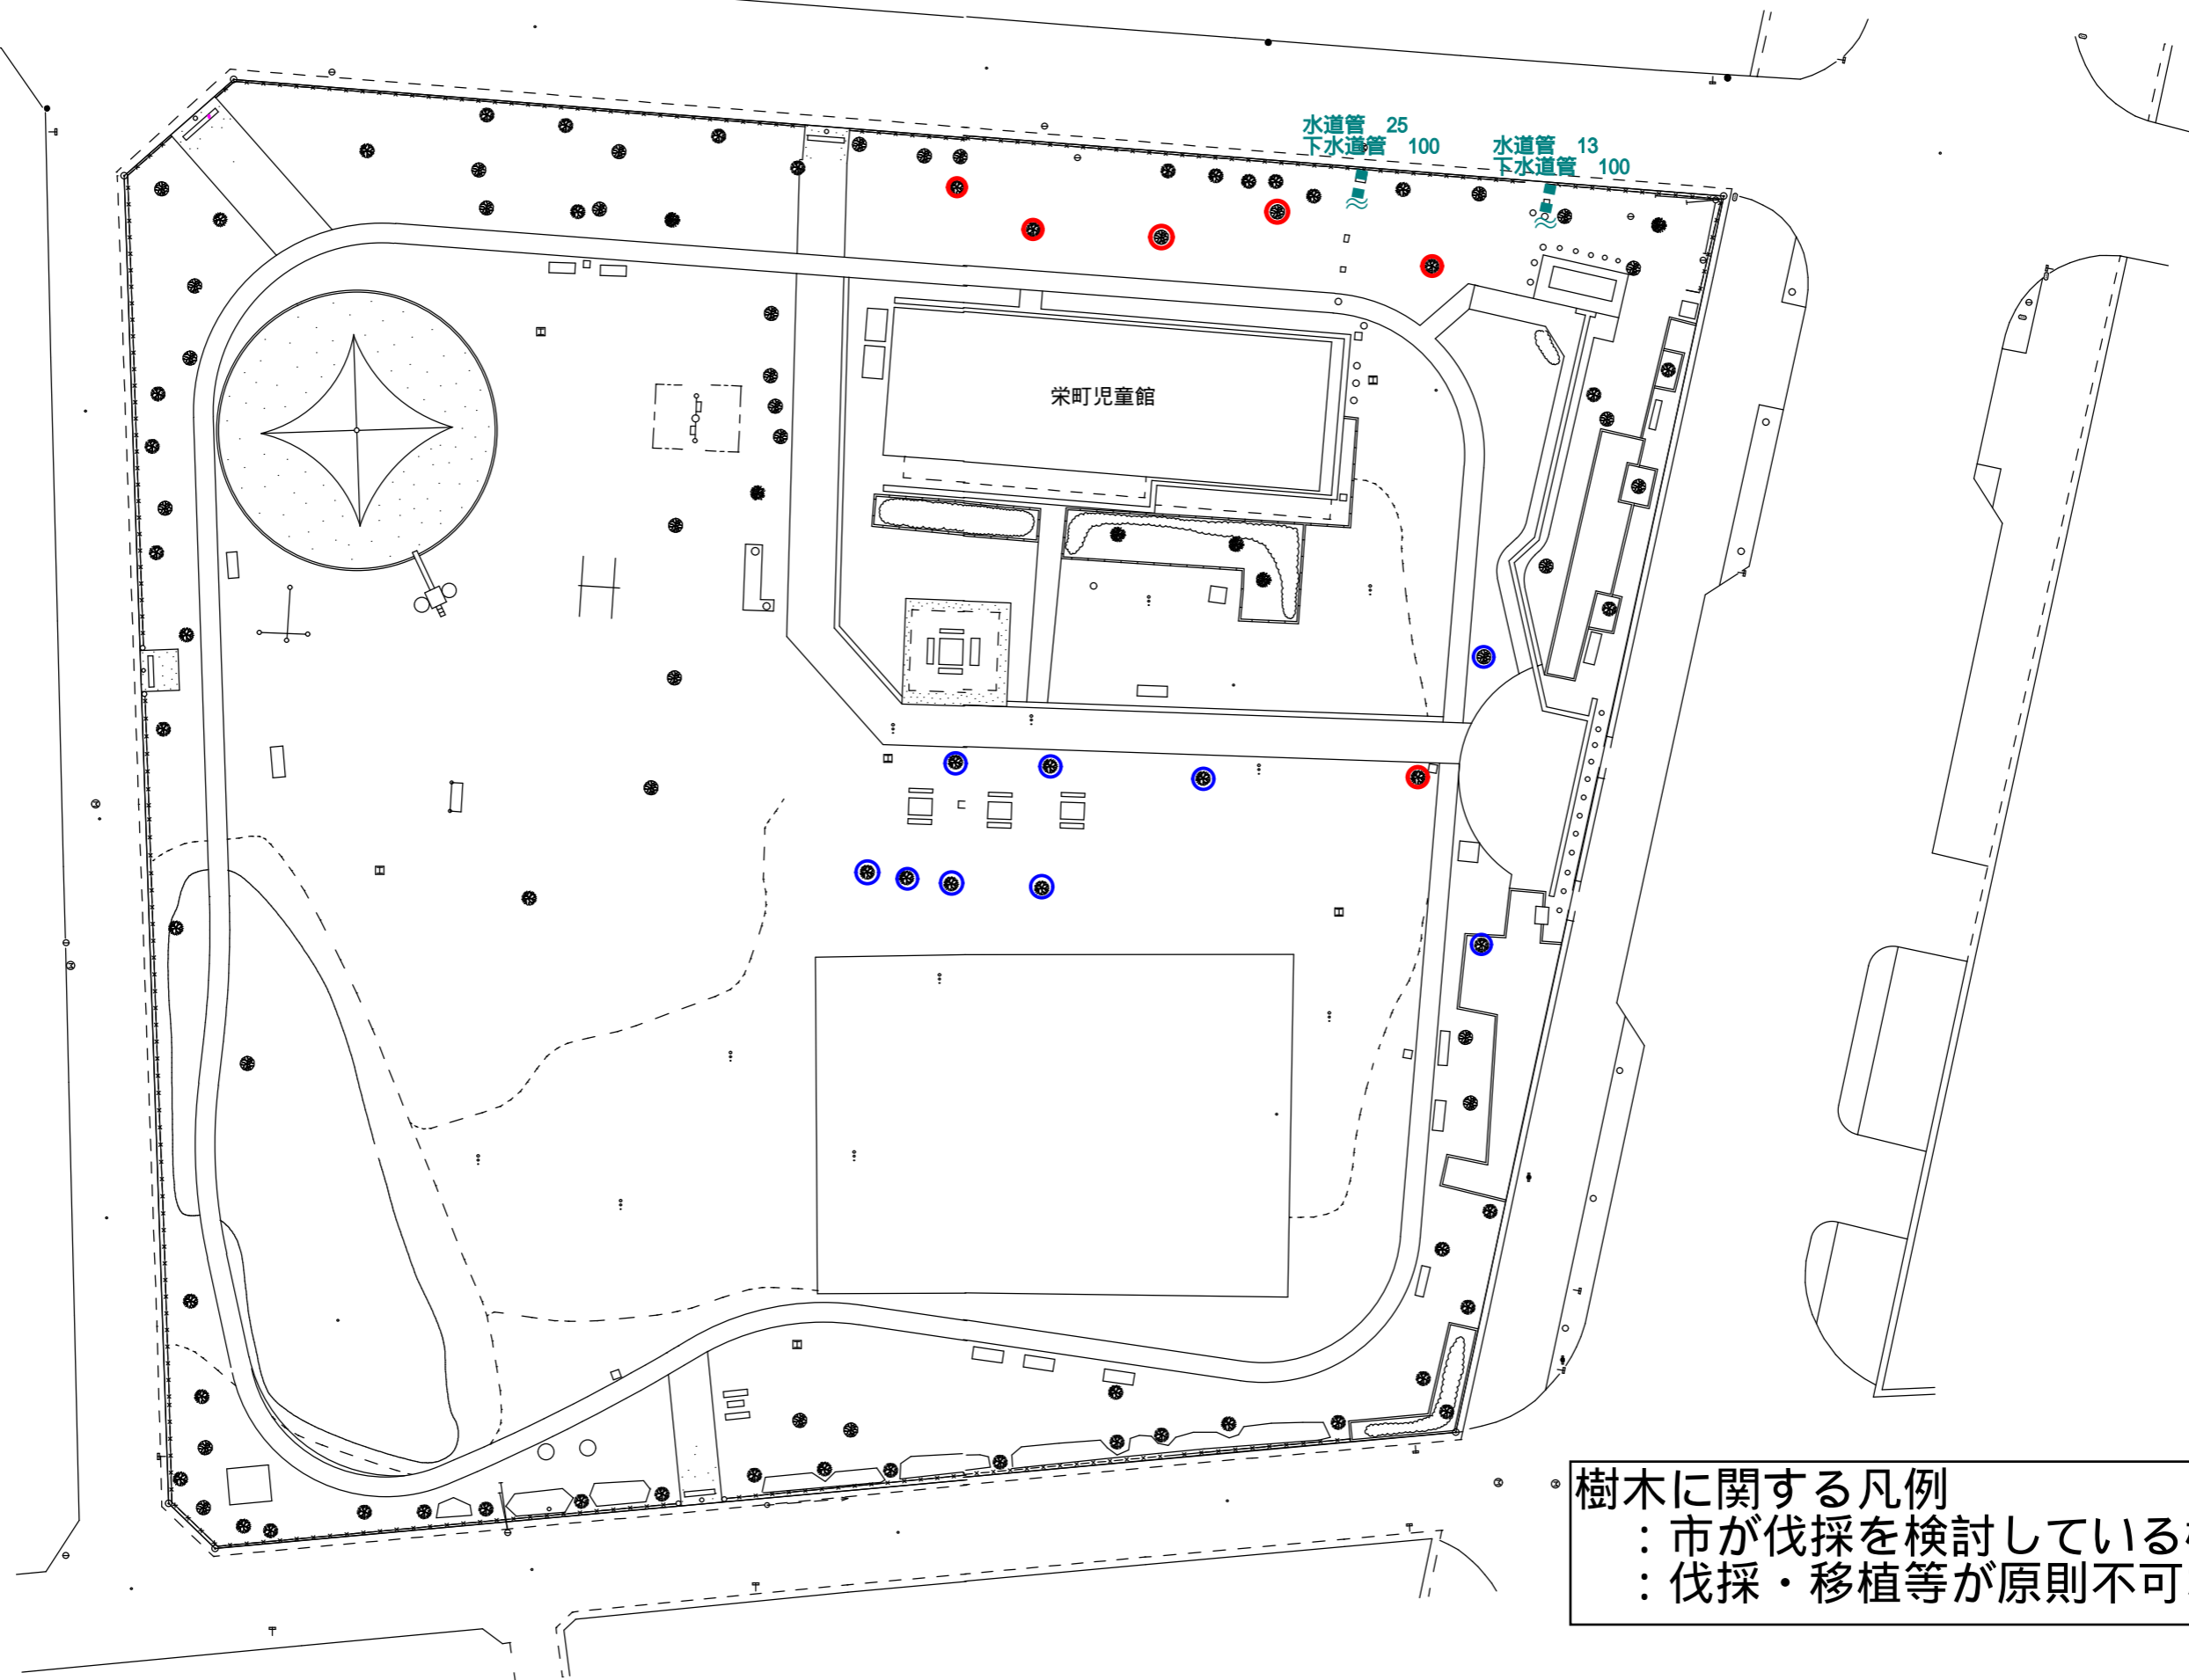 水道管 25
下水道管 100
水道管 13
下水道管 100
栄町児童館
樹木に関する凡例
：市が伐採を検討している
：伐採・移植等が原則不可